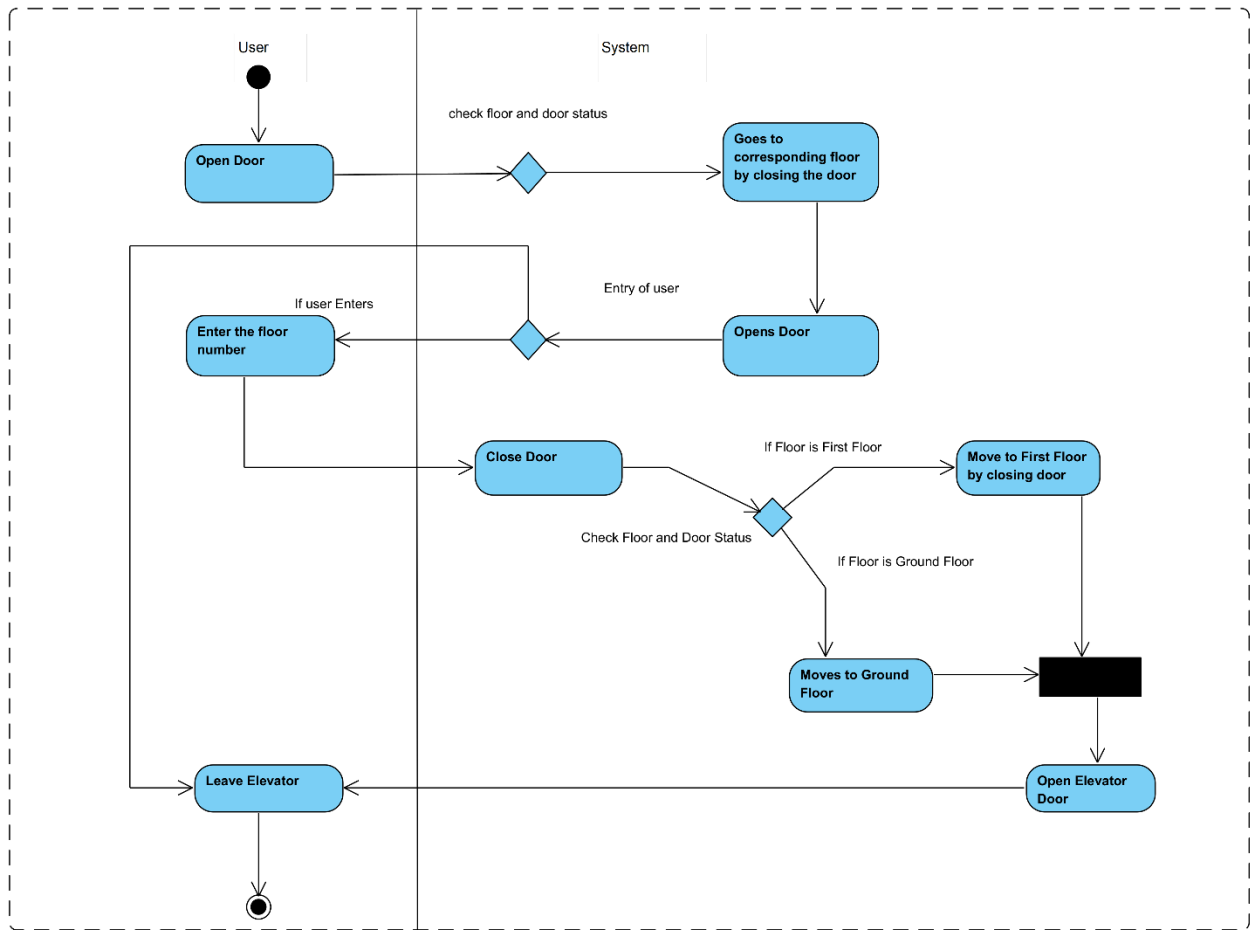 User
System
check floor and door status
Open Door
Goes to
corresponding floor
by closing the door
Entry of user
If user Enters
Enter the floor
number
Opens Door
Close Door
If Floor is First Floor
Move to First Floor
by closing door
Check Floor and Door Status
If Floor is Ground Floor
Moves to Ground
Floor
Leave Elevator
Open Elevator
Door